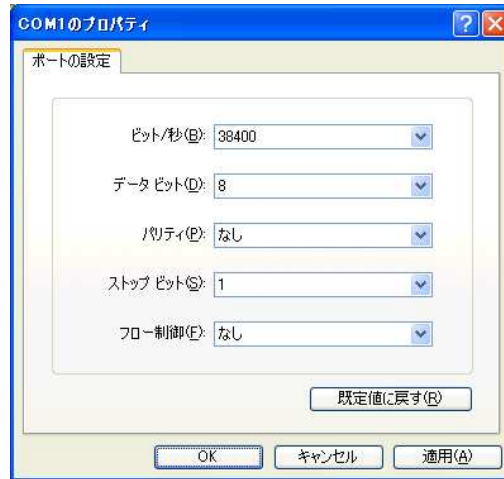 COM1のプロパティ
ポートの設定
ビット/秒(B): 38400
データ ビット(D): 8
パリティ(P): なし
ストップ ビット(S): 1
フロー制御(F): なし
既定値に戻す(R)
OK キャンセル 適用(A)